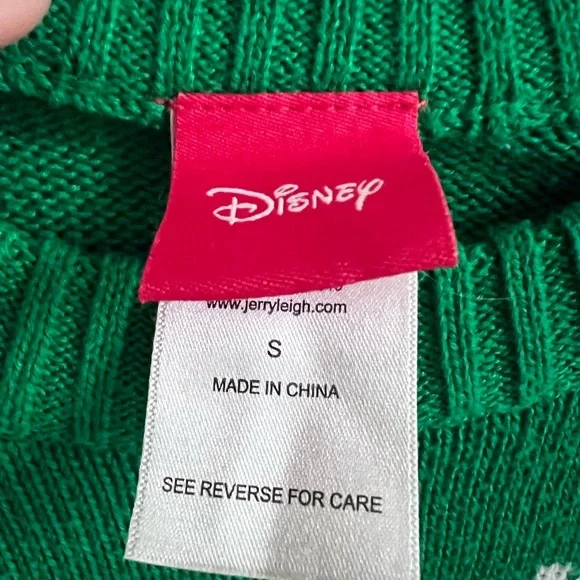 Disney
www.jerryleigh.com
S
MADE IN CHINA
SEE REVERSE FOR CARE